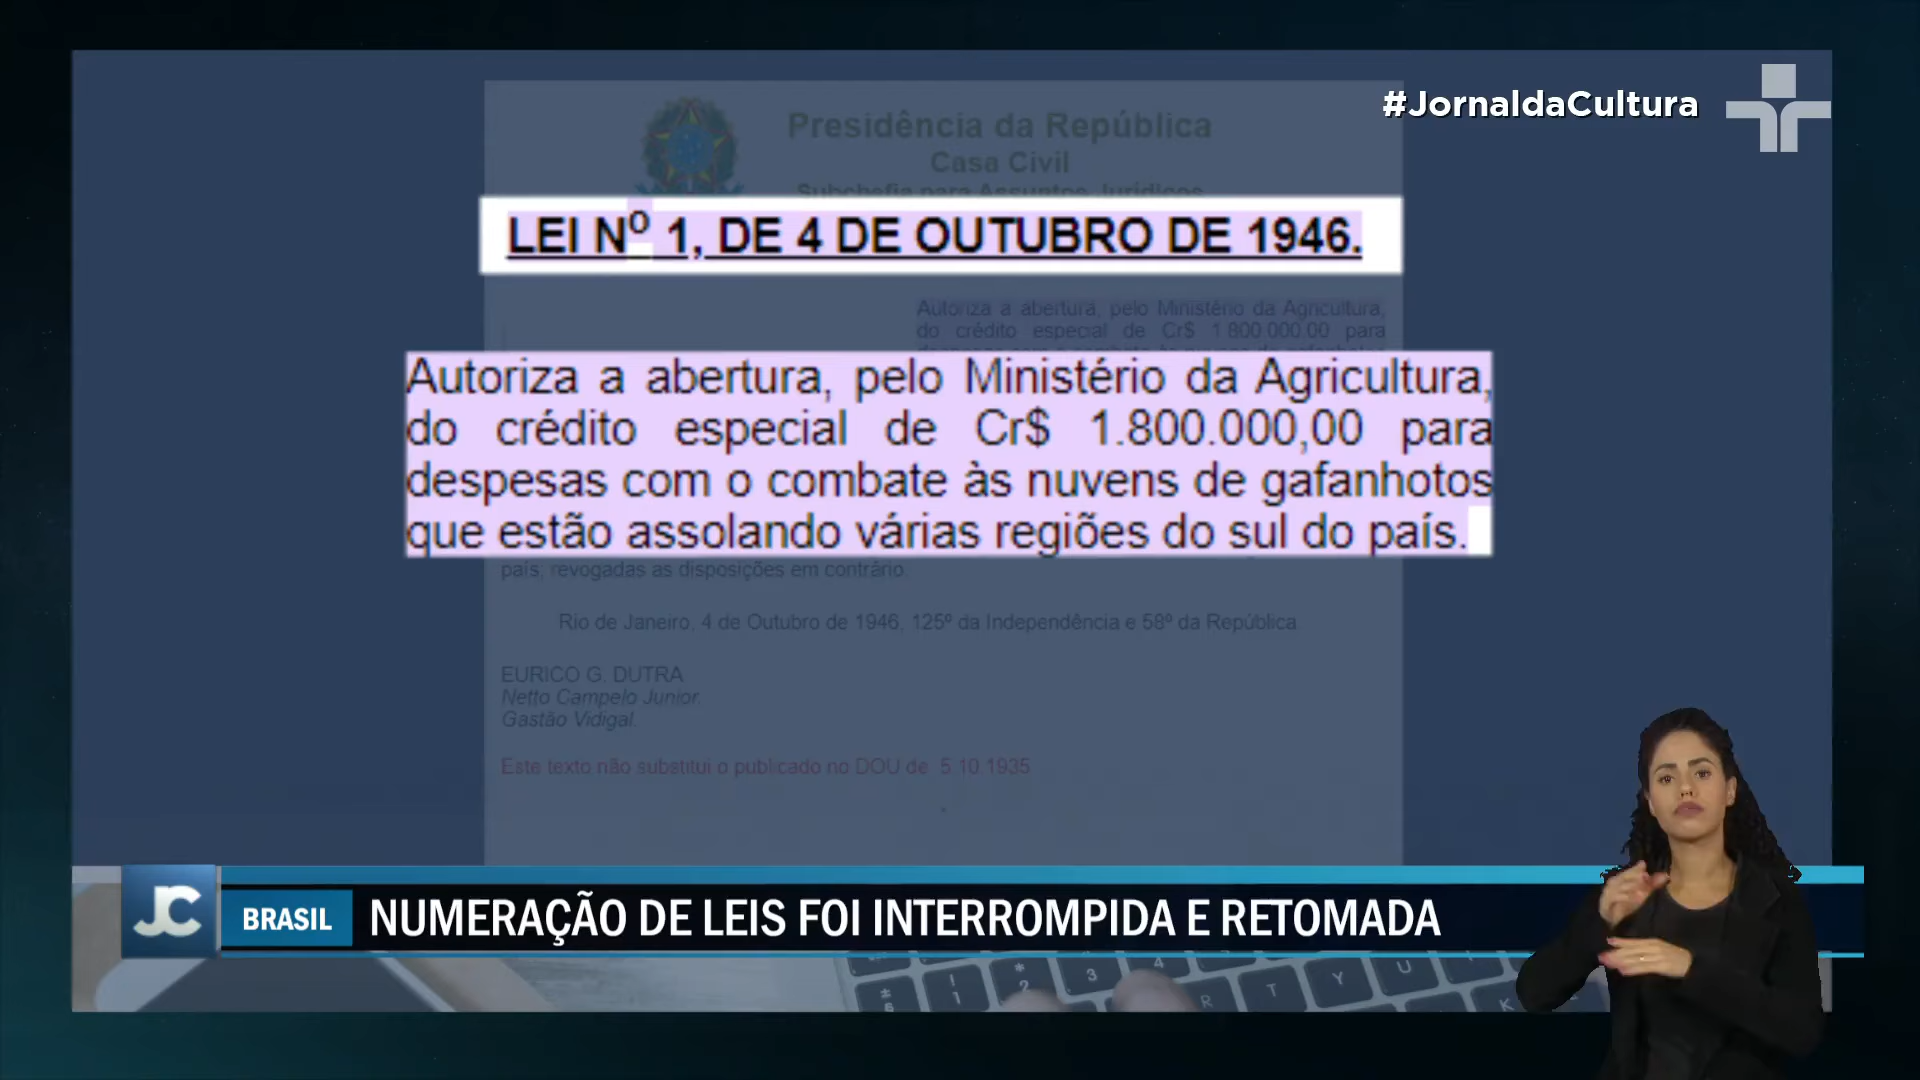 #JornaldaCultura
Presidência da República
Casa Civil
Subchefia para Assuntos Jurídicos
LEI Nº 1, DE 4 DE OUTUBRO DE 1946.
Autoriza a abertura, pelo Ministério da Agricultura,
do crédito especial de Cr$ 1.800.000,00 para
Autoriza a abertura, pelo Ministério da Agricultura,
do crédito especial de Cr$ 1.800.000,00 para
despesas com o combate às nuvens de gafanhotos
que estão assolando várias regiões do sul do país.
país; revogadas as disposições em contrário.
Rio de Janeiro, 4 de Outubro de 1946, 125º da Independência e 58º da República.
EURICO G. DUTRA
Netto Campelo Junior.
Gastão Vidigal.
Este texto não substitui o publicado no DOU de 5.10.1935
JC
BRASIL
NUMERAÇÃO DE LEIS FOI INTERROMPIDA E RETOMADA